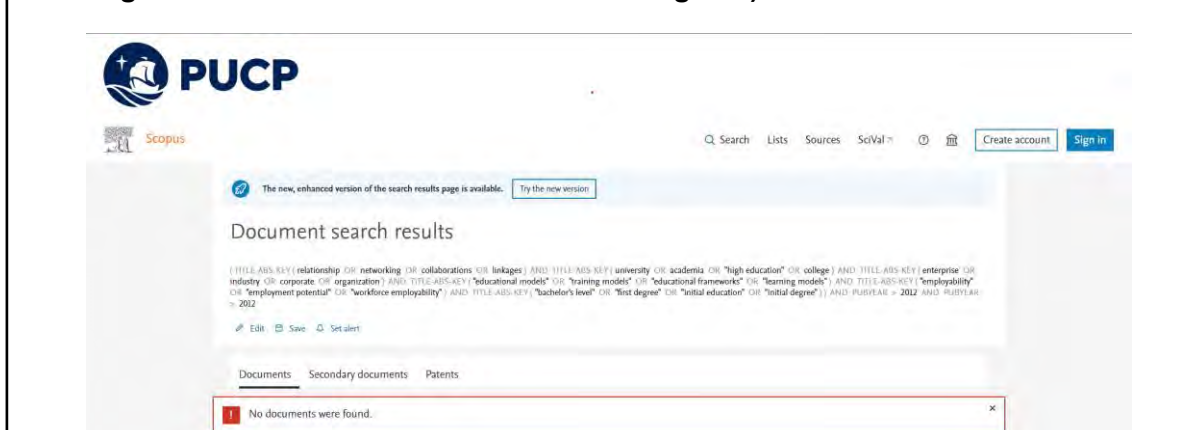 PUCP
Scopus
Search Lists Sources SciVal Create account Sign in
The new, enhanced version of the search results page is available. Try the new version
Document search results
( TITLE-ABS-KEY ( relationship OR networking OR collaborations OR linkages ) AND TITLE-ABS-KEY ( university OR academia OR "high education" OR college ) AND TITLE-ABS-KEY ( enterprise OR
industry OR corporate OR organization ) AND TITLE-ABS-KEY ( "educational models" OR "training models" OR "educational frameworks" OR "learning models" ) AND TITLE-ABS-KEY ( "employability"
OR "employment potential" OR "workforce employability" ) AND TITLE-ABS-KEY ( "bachelor's level" OR "first degree" OR "initial education" OR "initial degree" ) ) AND PUBYEAR > 2012 AND PUBYEAR
> 2012
Edit Save Set alert
Documents Secondary documents Patents
! No documents were found. ×